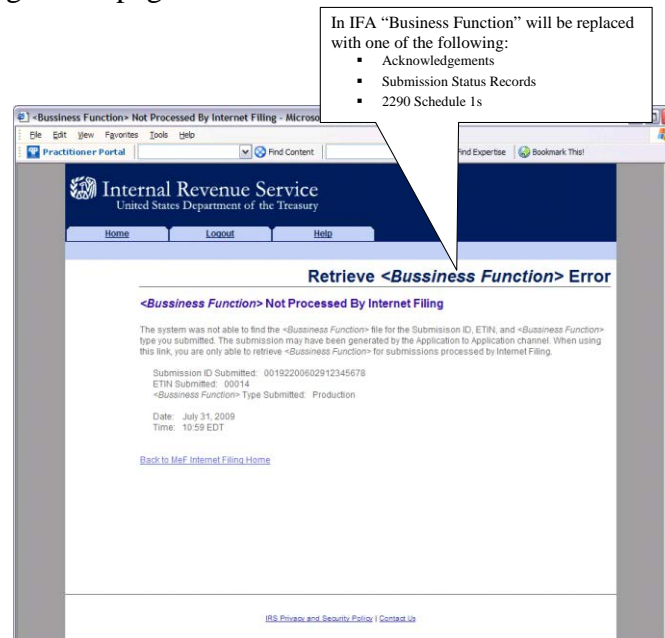 In IFA “Business Function” will be replaced
with one of the following:
▪ Acknowledgements
▪ Submission Status Records
▪ 2290 Schedule 1s
<Bussiness Function> Not Processed By Internet Filing - Microso
File Edit View Favorites Tools Help
Practitioner Portal Find Content Find Expertise Bookmark This!
Internal Revenue Service
United States Department of the Treasury
Home Logout Help
Retrieve <Bussiness Function> Error
<Bussiness Function> Not Processed By Internet Filing
The system was not able to find the <Bussiness Function> file for the Submisison ID, ETIN, and <Bussiness Function>
type you submitted. The submission may have been generated by the Application to Application channel. When using
this link, you are only able to retrieve <Bussiness Function> for submissions processed by Internet Filing.
Submission ID Submitted: 00192200602912345678
ETIN Submitted: 00014
<Bussiness Function> Type Submitted: Production
Date: July 31, 2009
Time: 10:59 EDT
Back to MeF Internet Filing Home
IRS Privacy and Security Policy | Contact Us